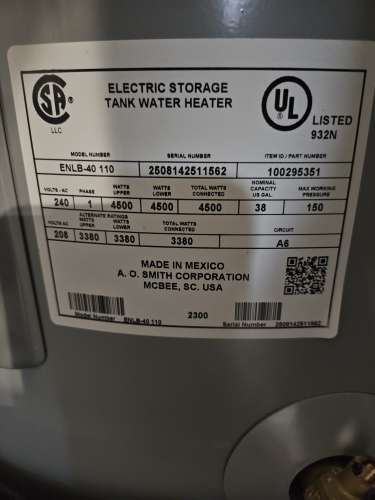 SA
LLC
ELECTRIC STORAGE
TANK WATER HEATER
UL
LISTED
932N
MODEL NUMBER SERIAL NUMBER ITEM ID / PART NUMBER
ENLB-40 110 2508142511562 100295351
VOLTS - AC PHASE WATTS UPPER WATTS LOWER TOTAL WATTS CONNECTED NOMINAL CAPACITY US GAL MAX WORKING PRESSURE
240 1 4500 4500 4500 38 150
VOLTS - AC ALTERNATE RATINGS WATTS UPPER WATTS LOWER TOTAL WATTS CONNECTED CIRCUIT
208 3380 3380 3380 A6
MADE IN MEXICO
A. O. SMITH CORPORATION
MCBEE, SC. USA
2300
Model Number ENLB-40 110 Serial Number 2508142511562